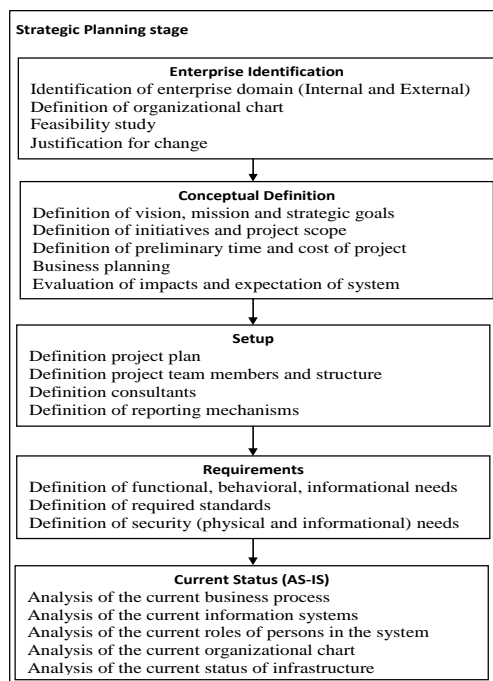 Strategic Planning stage
Enterprise Identification
Identification of enterprise domain (Internal and External)
Definition of organizational chart
Feasibility study
Justification for change
Conceptual Definition
Definition of vision, mission and strategic goals
Definition of initiatives and project scope
Definition of preliminary time and cost of project
Business planning
Evaluation of impacts and expectation of system
Setup
Definition project plan
Definition project team members and structure
Definition consultants
Definition of reporting mechanisms
Requirements
Definition of functional, behavioral, informational needs
Definition of required standards
Definition of security (physical and informational) needs
Current Status (AS-IS)
Analysis of the current business process
Analysis of the current information systems
Analysis of the current roles of persons in the system
Analysis of the current organizational chart
Analysis of the current status of infrastructure